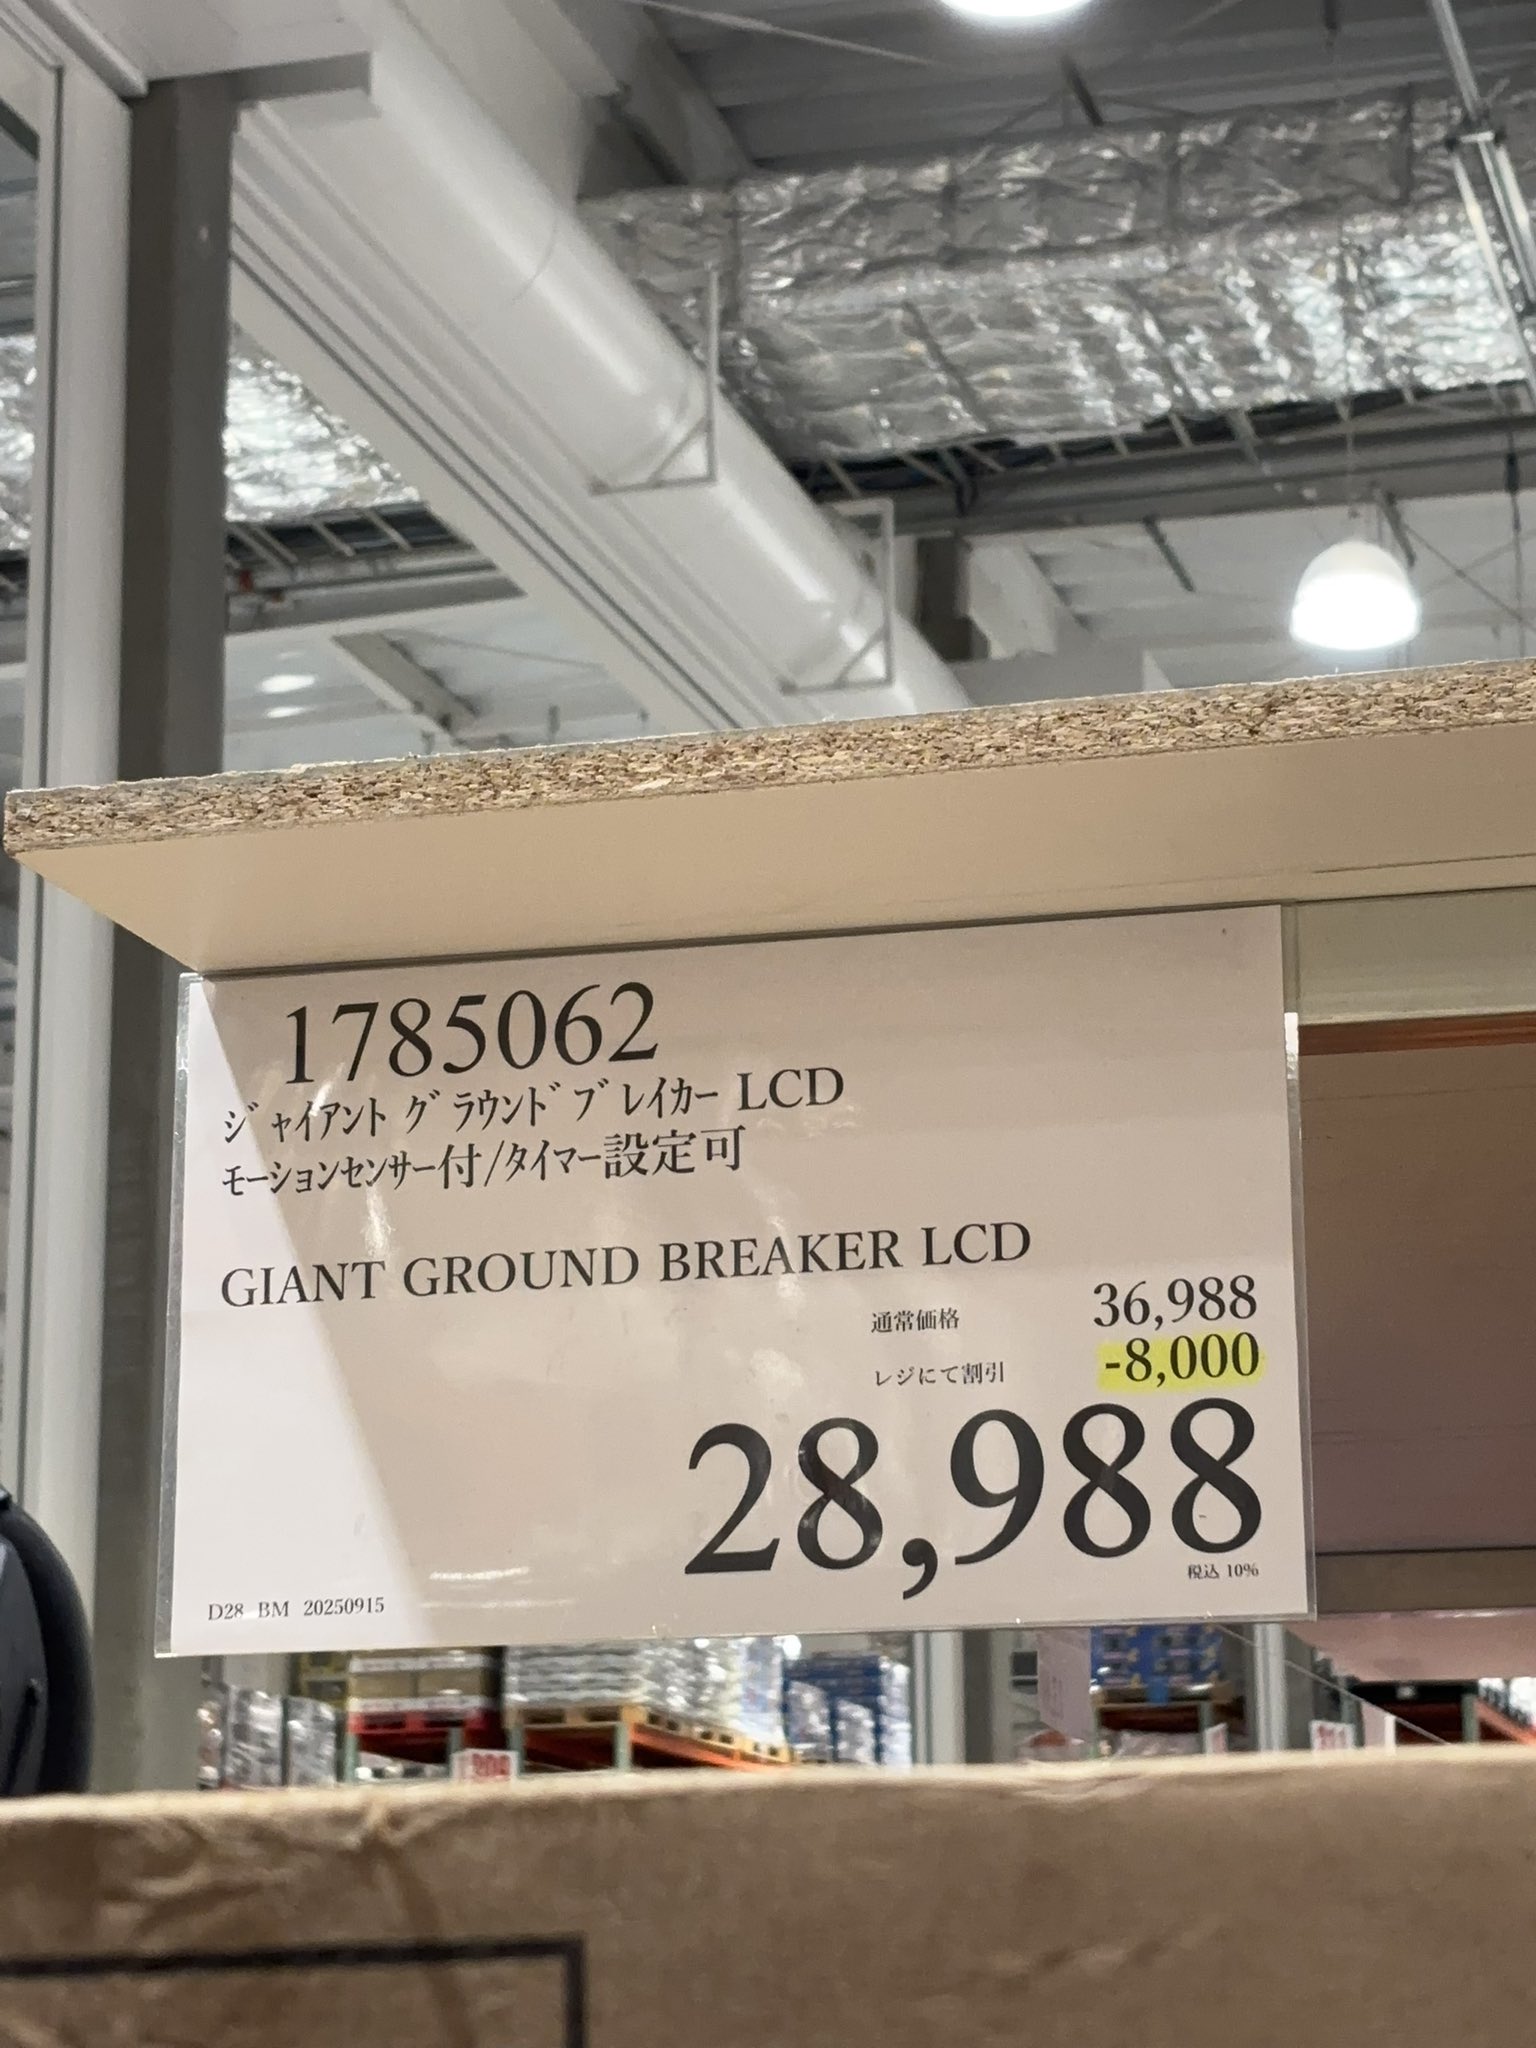 1785062
ジャイアント グラウンドブレイカー LCD
モーションセンサー付/タイマー設定可
GIANT GROUND BREAKER LCD
通常価格 36,988
レジにて割引 -8,000
28,988
税込 10%
D28 BM 20250915